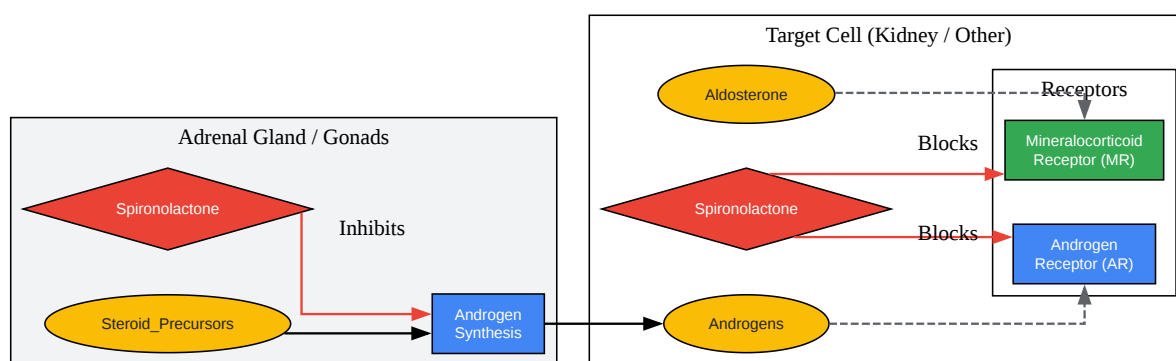 Adrenal Gland / Gonads
Spironolactone
Inhibits
Steroid_Precursors
Androgen
Synthesis
Target Cell (Kidney / Other)
Aldosterone
Receptors
Blocks
Mineralocorticoid
Receptor (MR)
Spironolactone
Blocks
Androgen
Receptor (AR)
Androgens